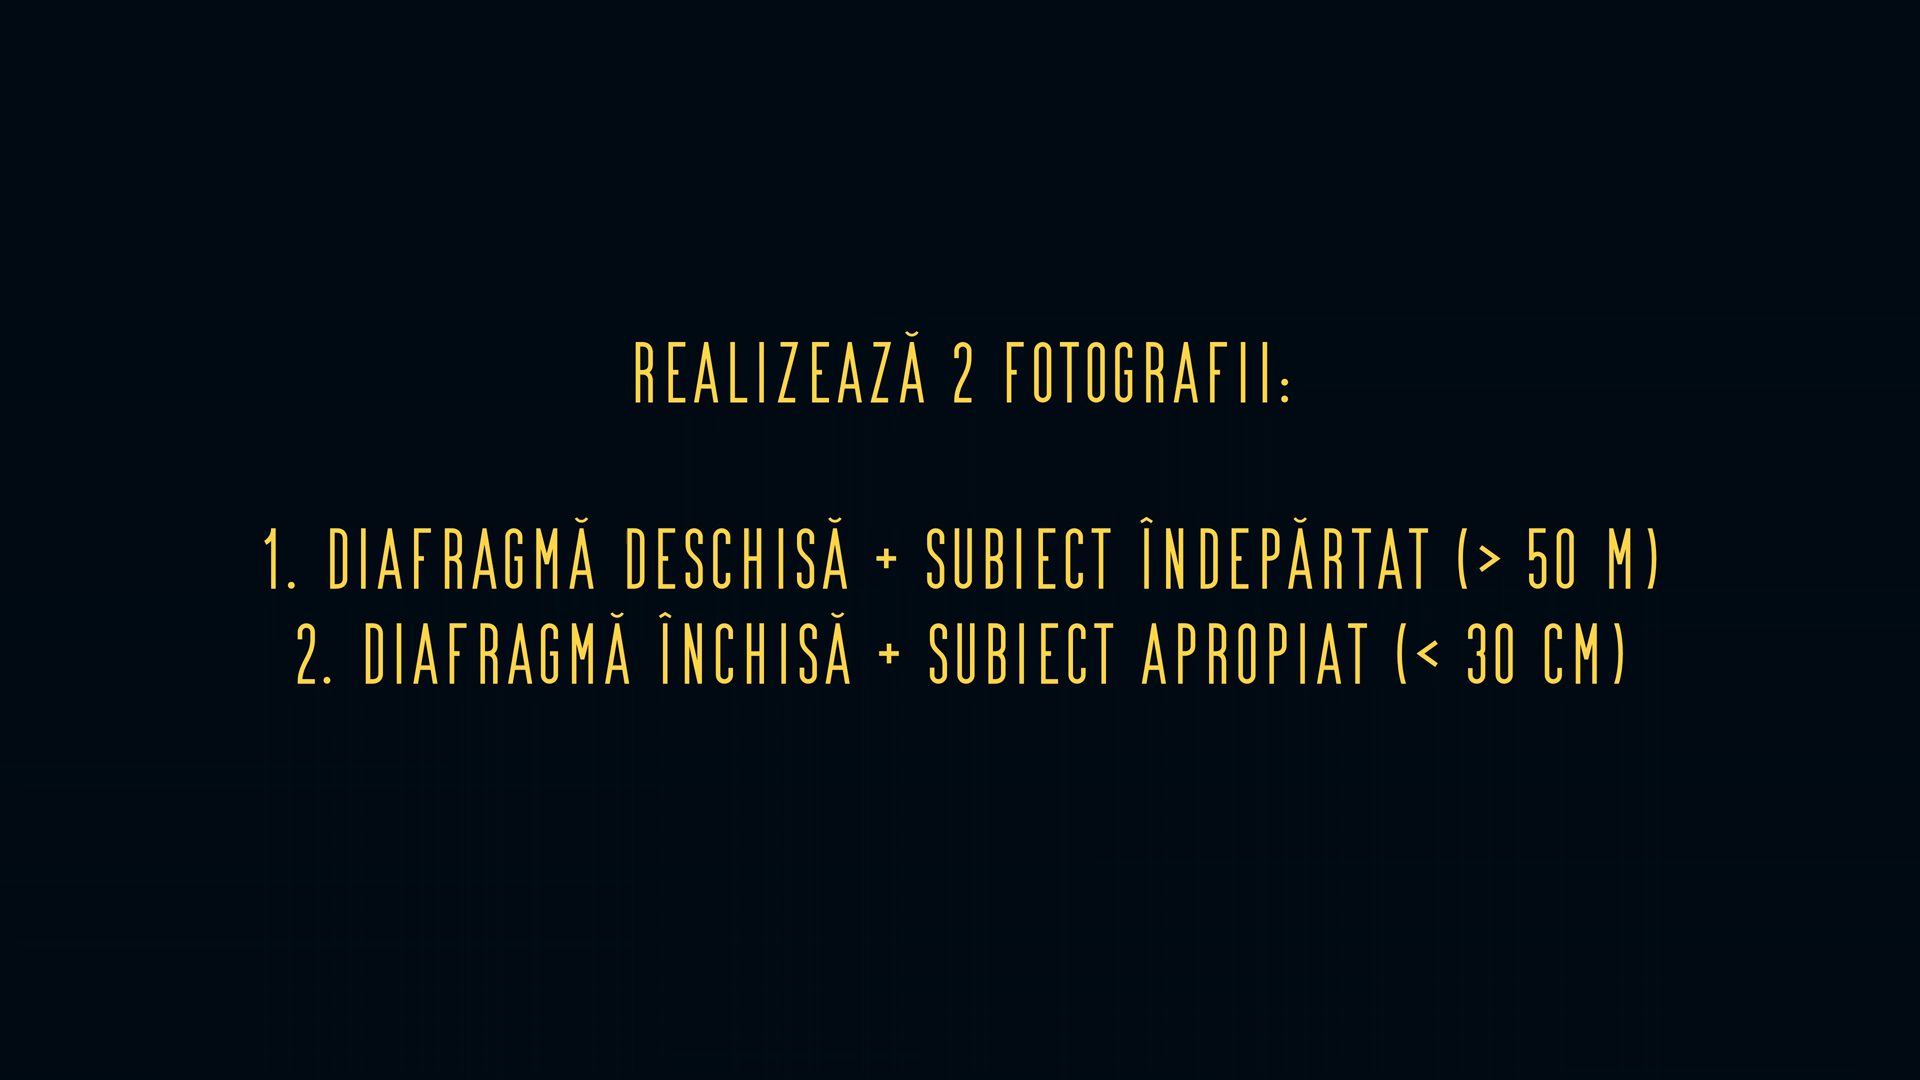 REALIZEAZĂ 2 FOTOGRAFII:
1. DIAFRAGMĂ DESCHISĂ + SUBIECT ÎNDEPĂRTAT (> 50 M)
2. DIAFRAGMĂ ÎNCHISĂ + SUBIECT APROPIAT (< 30 CM)